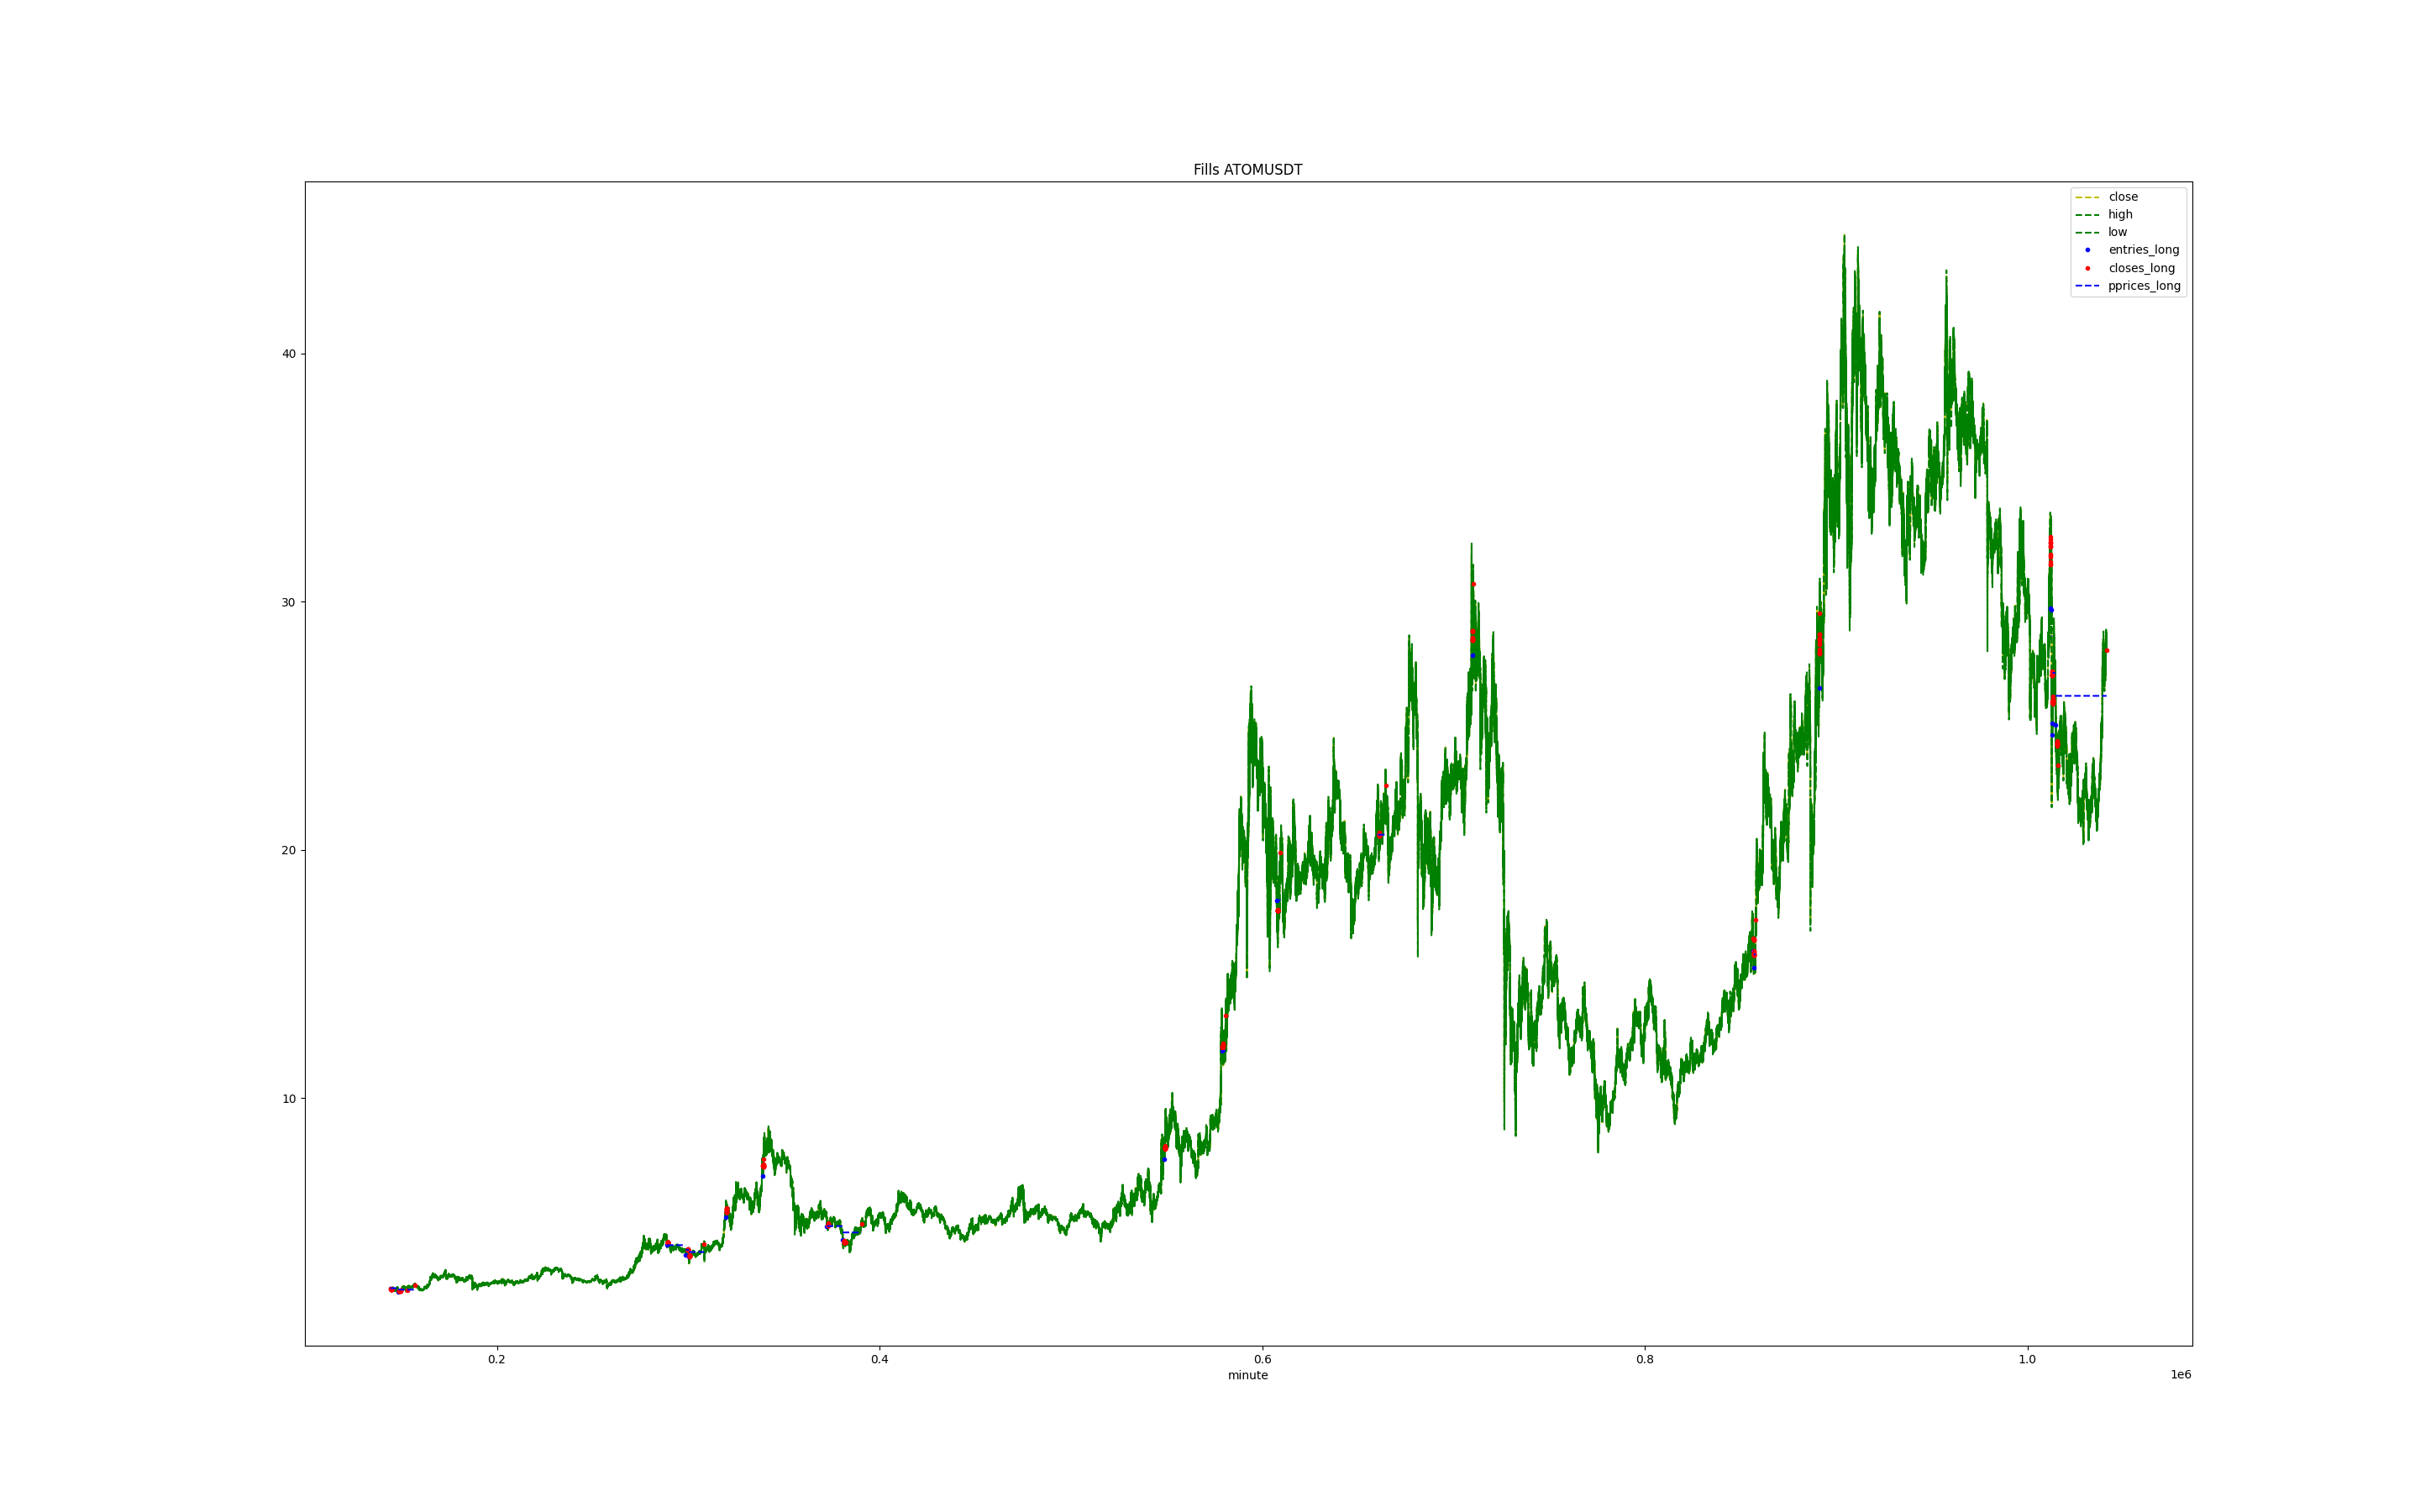 Fills ATOMUSDT
close
high
low
entries_long
closes_long
pprices_long
40
30
20
10
0.2
0.4
0.6
0.8
1.0
minute
1e6